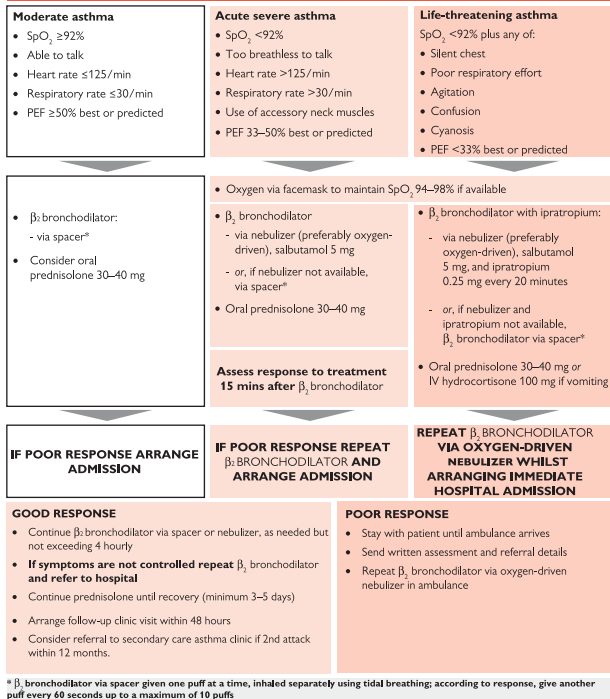 Moderate asthma
• SpO₂ ≥92%
• Able to talk
• Heart rate ≤125/min
• Respiratory rate ≤30/min
• PEF ≥50% best or predicted
Acute severe asthma
• SpO₂ <92%
• Too breathless to talk
• Heart rate >125/min
• Respiratory rate >30/min
• Use of accessory neck muscles
• PEF 33–50% best or predicted
Life-threatening asthma
SpO₂ <92% plus any of:
• Silent chest
• Poor respiratory effort
• Agitation
• Confusion
• Cyanosis
• PEF <33% best or predicted
• β₂ bronchodilator:
- via spacer*
• Consider oral
prednisolone 30–40 mg
• Oxygen via facemask to maintain SpO₂ 94–98% if available
• β₂ bronchodilator
- via nebulizer (preferably oxygen-
driven), salbutamol 5 mg
- or, if nebulizer not available,
via spacer*
• Oral prednisolone 30–40 mg
Assess response to treatment
15 mins after β₂ bronchodilator
• β₂ bronchodilator with ipratropium:
- via nebulizer (preferably
oxygen-driven), salbutamol
5 mg, and ipratropium
0.25 mg every 20 minutes
- or, if nebulizer and
ipratropium not available,
β₂ bronchodilator via spacer*
• Oral prednisolone 30–40 mg or
IV hydrocortisone 100 mg if vomiting
IF POOR RESPONSE ARRANGE
ADMISSION
IF POOR RESPONSE REPEAT
β₂ BRONCHODILATOR AND
ARRANGE ADMISSION
REPEAT β₂ BRONCHODILATOR
VIA OXYGEN-DRIVEN
NEBULIZER WHILST
ARRANGING IMMEDIATE
HOSPITAL ADMISSION
GOOD RESPONSE
• Continue β₂ bronchodilator via spacer or nebulizer, as needed but
not exceeding 4 hourly
• If symptoms are not controlled repeat β₂ bronchodilator
and refer to hospital
• Continue prednisolone until recovery (minimum 3–5 days)
• Arrange follow-up clinic visit within 48 hours
• Consider referral to secondary care asthma clinic if 2nd attack
within 12 months.
POOR RESPONSE
• Stay with patient until ambulance arrives
• Send written assessment and referral details
• Repeat β₂ bronchodilator via oxygen-driven
nebulizer in ambulance
* β₂ bronchodilator via spacer given one puff at a time, inhaled separately using tidal breathing; according to response, give another
puff every 60 seconds up to a maximum of 10 puffs